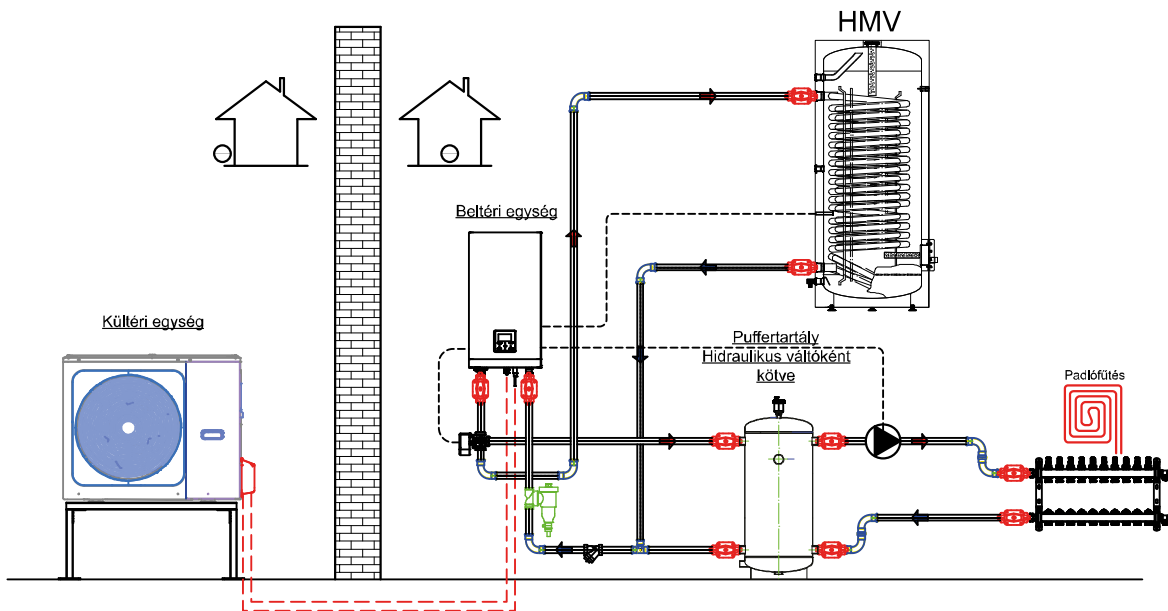 HMV
Beltéri egység
Kültéri egység
Puffertartály
Hidraulikus váltóként
kötve
Padlófűtés